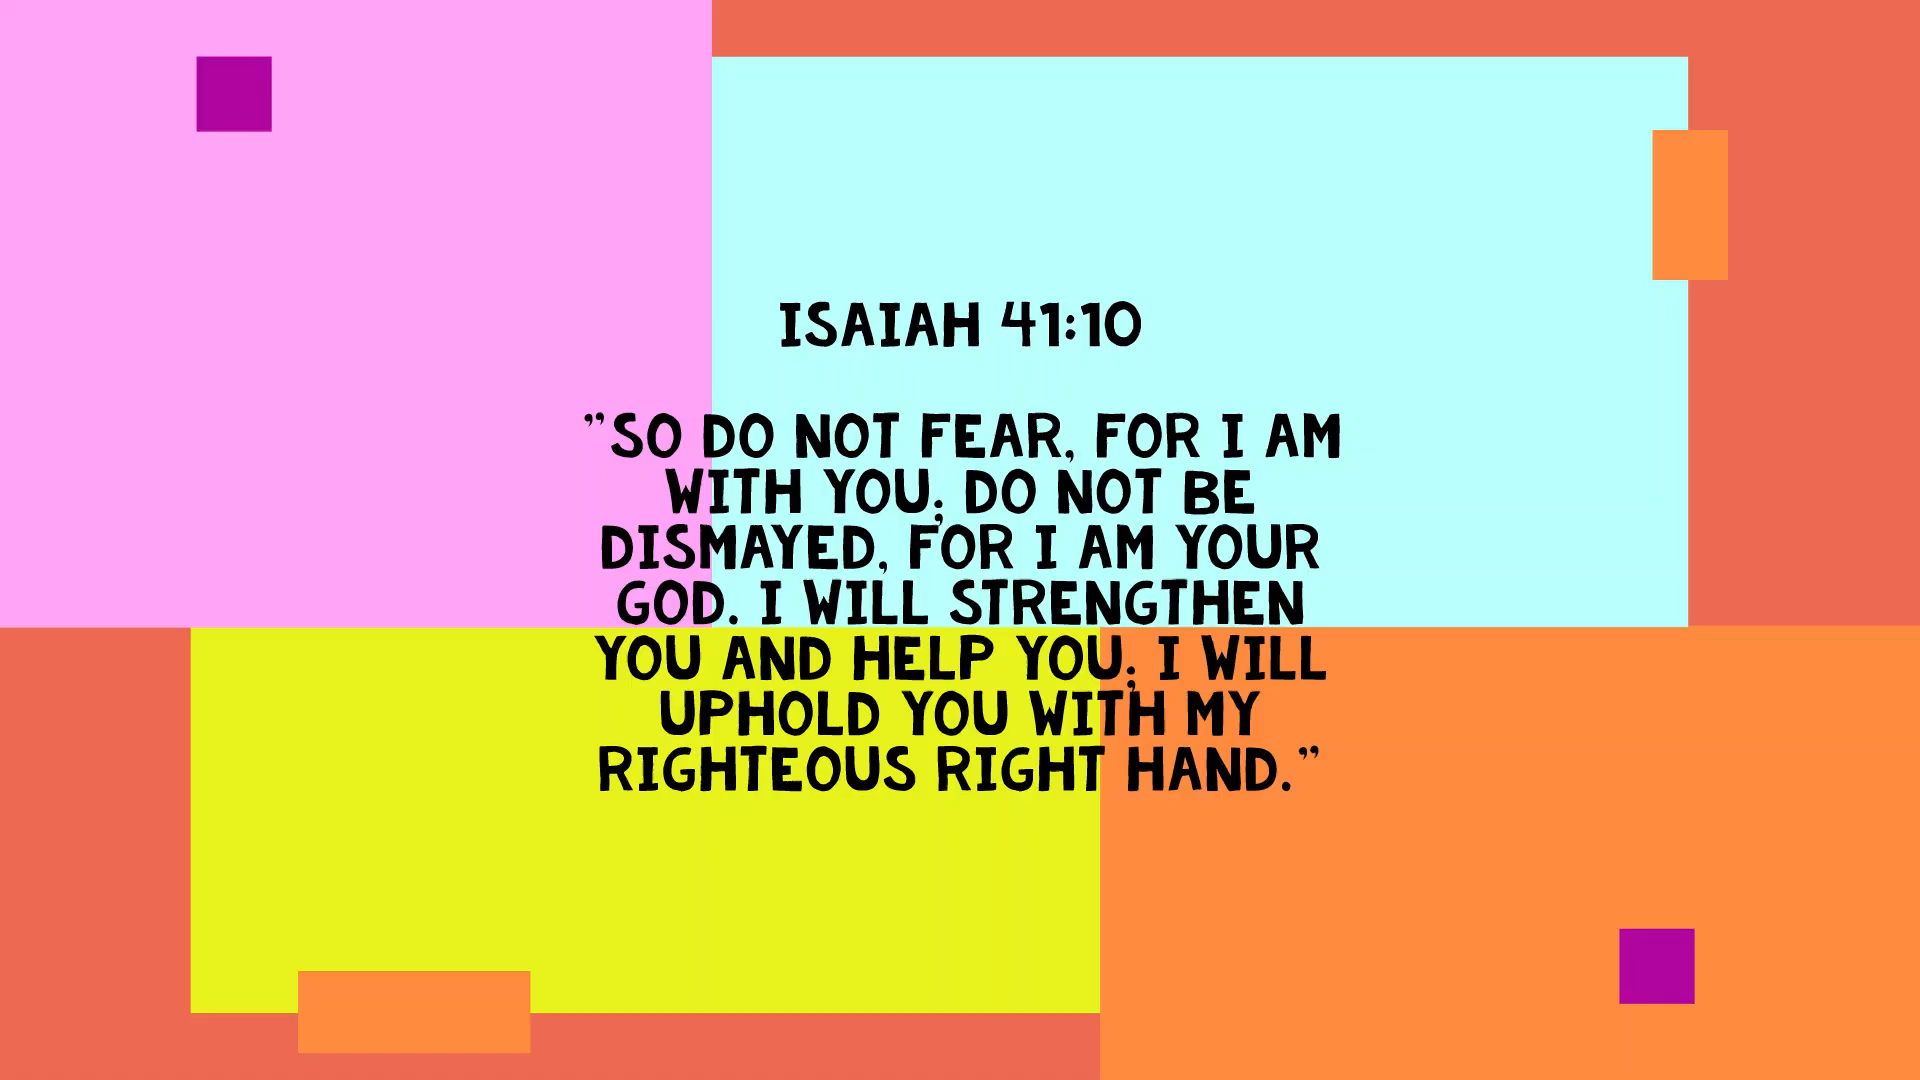 ISAIAH 41:10
"SO DO NOT FEAR, FOR I AM
WITH YOU; DO NOT BE
DISMAYED, FOR I AM YOUR
GOD. I WILL STRENGTHEN
YOU AND HELP YOU; I WILL
UPHOLD YOU WITH MY
RIGHTEOUS RIGHT HAND."